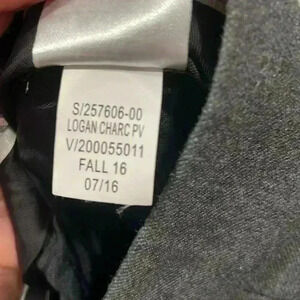 S/257606-00
LOGAN CHARC PV
V/200055011
FALL 16
07/16